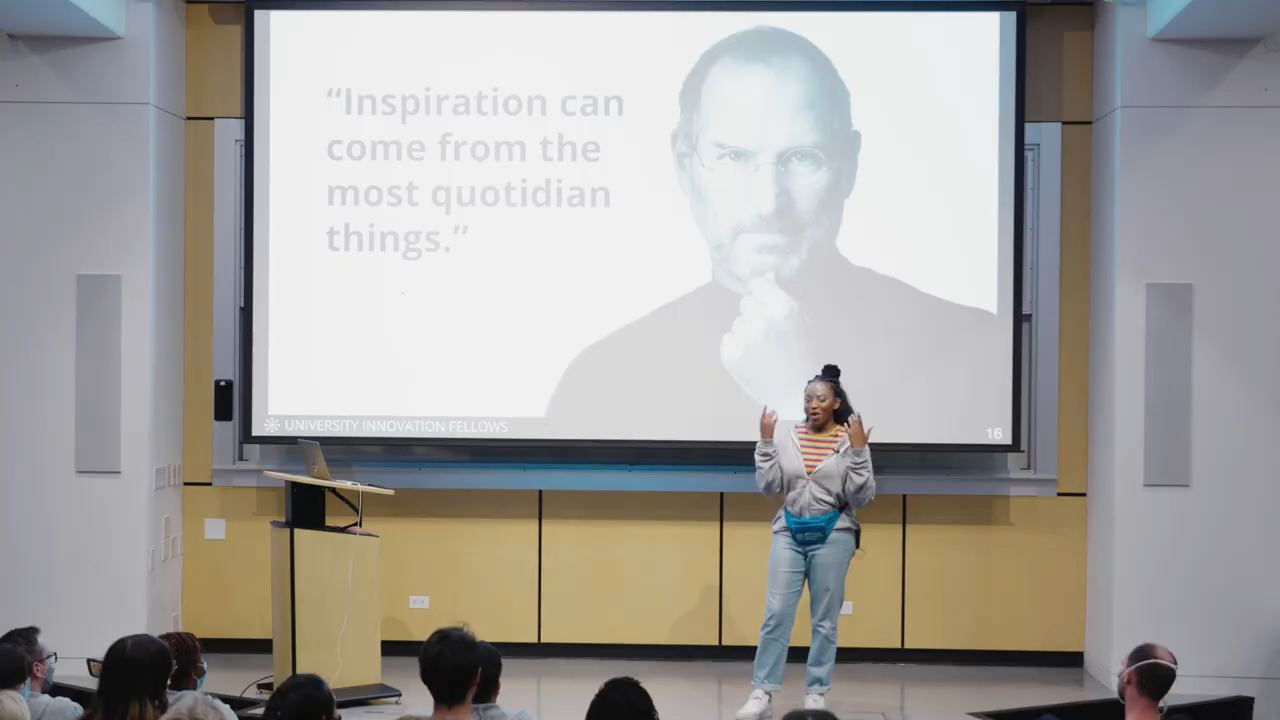 “Inspiration can
come from the
most quotidian
things.”
UNIVERSITY INNOVATION FELLOWS
16